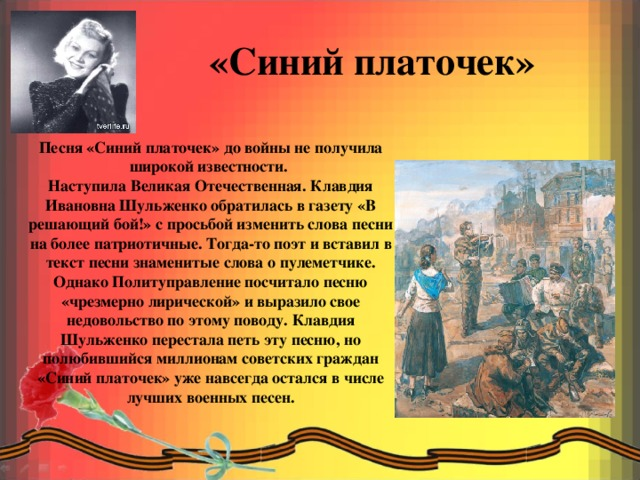 «Синий платочек»
tverlife.ru
Песня «Синий платочек» до войны не получила
широкой известности.
Наступила Великая Отечественная. Клавдия
Ивановна Шульженко обратилась в газету «В
решающий бой!» с просьбой изменить слова песни
на более патриотичные. Тогда-то поэт и вставил в
текст песни знаменитые слова о пулеметчике.
Однако Политуправление посчитало песню
«чрезмерно лирической» и выразило свое
недовольство по этому поводу. Клавдия
Шульженко перестала петь эту песню, но
полюбившийся миллионам советских граждан
«Синий платочек» уже навсегда остался в числе
лучших военных песен.